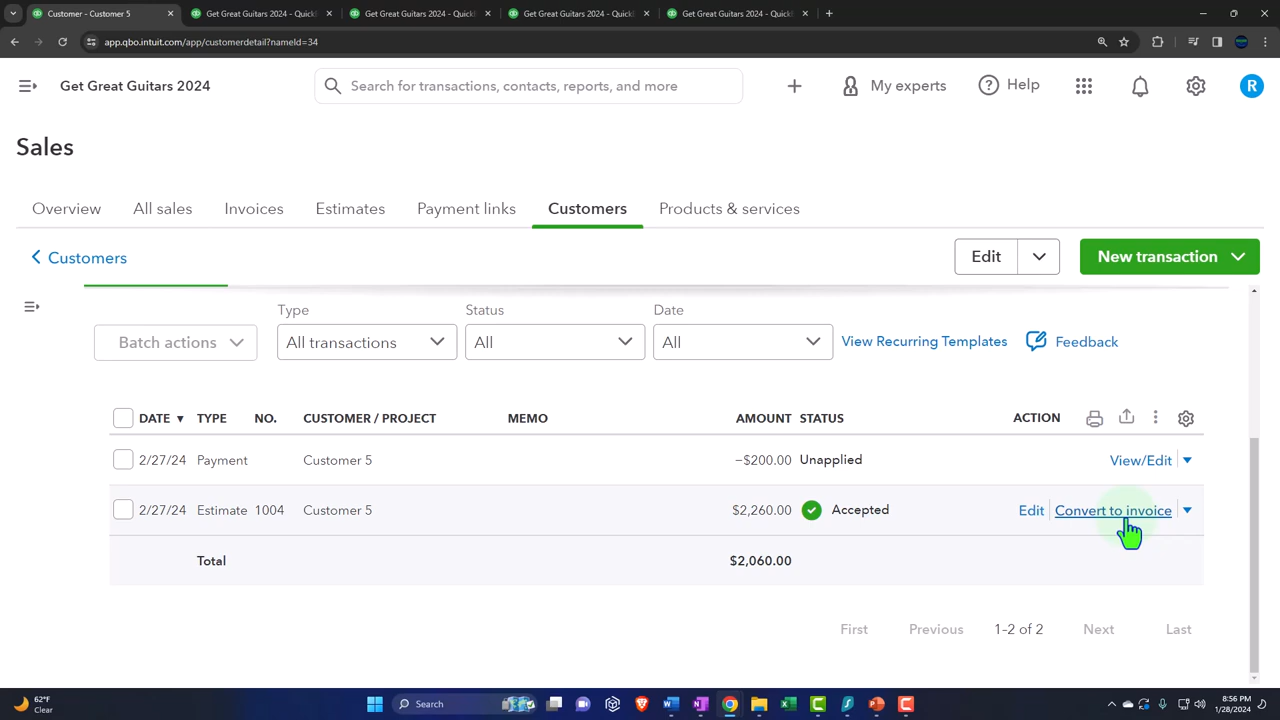 Customer 5
Get Great Guitars 2024 - Quick
Get Great Guitars 2024 - Quick
Get Great Guitars 2024 - Quick
Get Great Guitars 2024 - Quick
app.qbo.intuit.com/app/customerdetail?nameId=34
Get Great Guitars 2024
Search for transactions, contacts, reports, and more
My experts
Help
R
Sales
Overview
All sales
Invoices
Estimates
Payment links
Customers
Products & services
Customers
Edit
New transaction
Type
Status
Date
Batch actions
All transactions
All
All
View Recurring Templates
Feedback
DATE TYPE NO. CUSTOMER / PROJECT MEMO AMOUNT STATUS ACTION
2/27/24 Payment Customer 5 −$200.00 Unapplied View/Edit
2/27/24 Estimate 1004 Customer 5 $2,260.00 Accepted Edit Convert to invoice
Total $2,060.00
First Previous 1–2 of 2 Next Last
62°F
Clear
Search
8:56 PM
1/28/2024